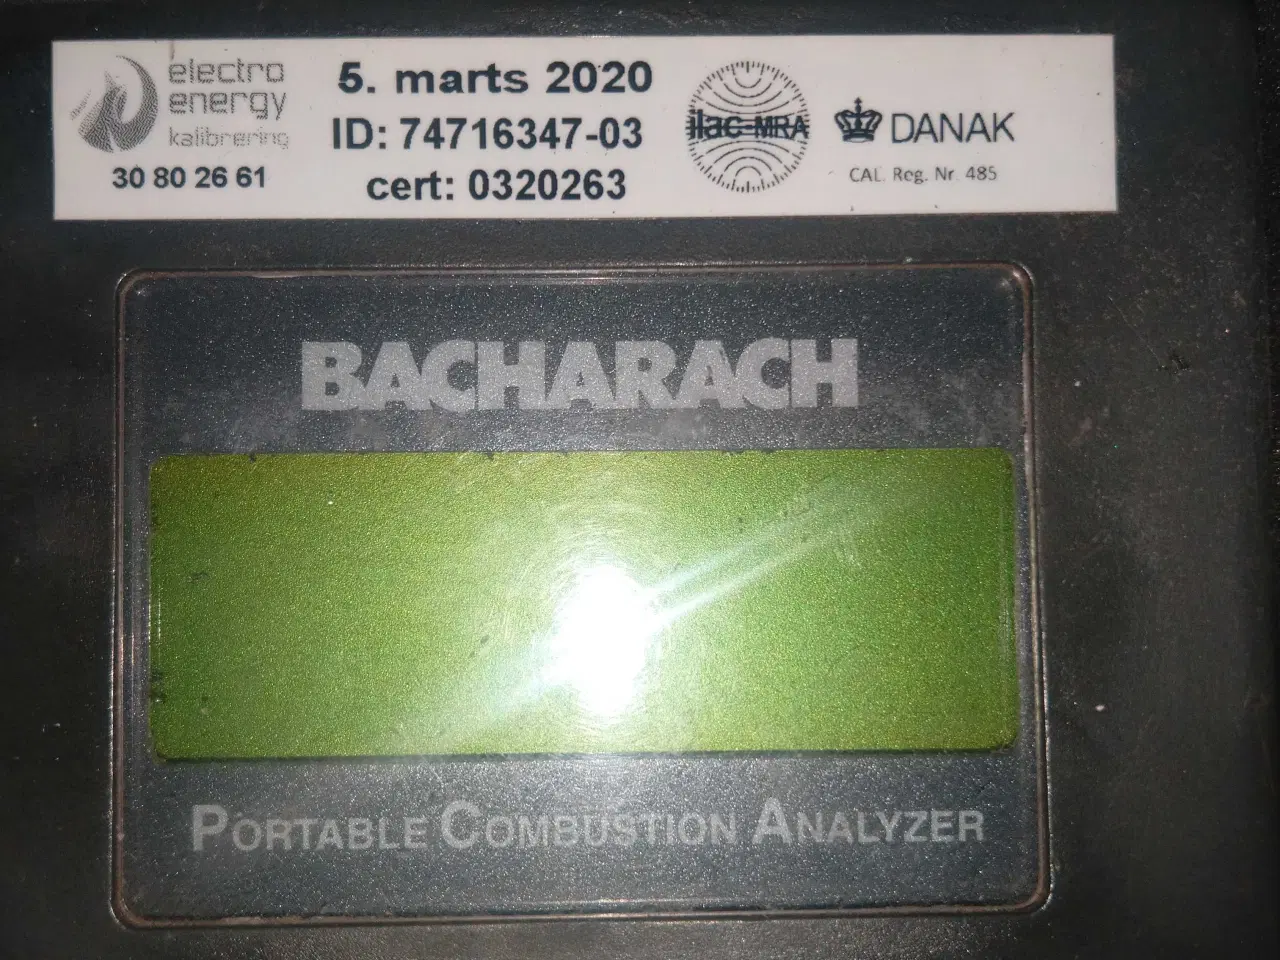 electro
energy
kalibrering
30 80 26 61
5. marts 2020
ID: 74716347-03
cert: 0320263
ilac-MRA
DANAK
CAL. Reg. Nr. 485
BACHARACH
PORTABLE COMBUSTION ANALYZER